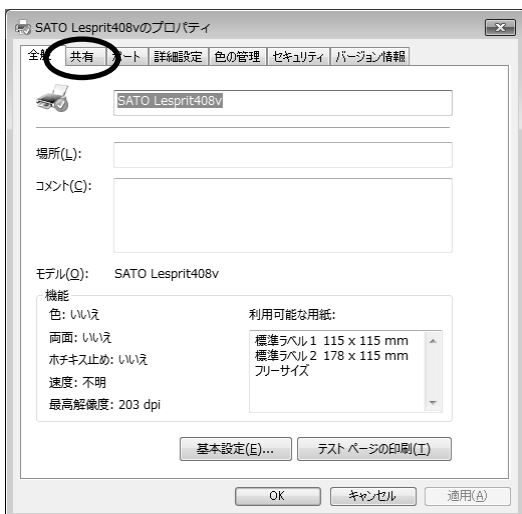 SATO Lesprit408vのプロパティ
全般 共有 ポート 詳細設定 色の管理 セキュリティ バージョン情報
SATO Lesprit408v
場所(L):
コメント(C):
モデル(O): SATO Lesprit408v
機能
色: いいえ
両面: いいえ
ホチキス止め: いいえ
速度: 不明
最高解像度: 203 dpi
利用可能な用紙:
標準ラベル1 115 x 115 mm
標準ラベル2 178 x 115 mm
フリーサイズ
基本設定(E)... テスト ページの印刷(T)
OK キャンセル 適用(A)